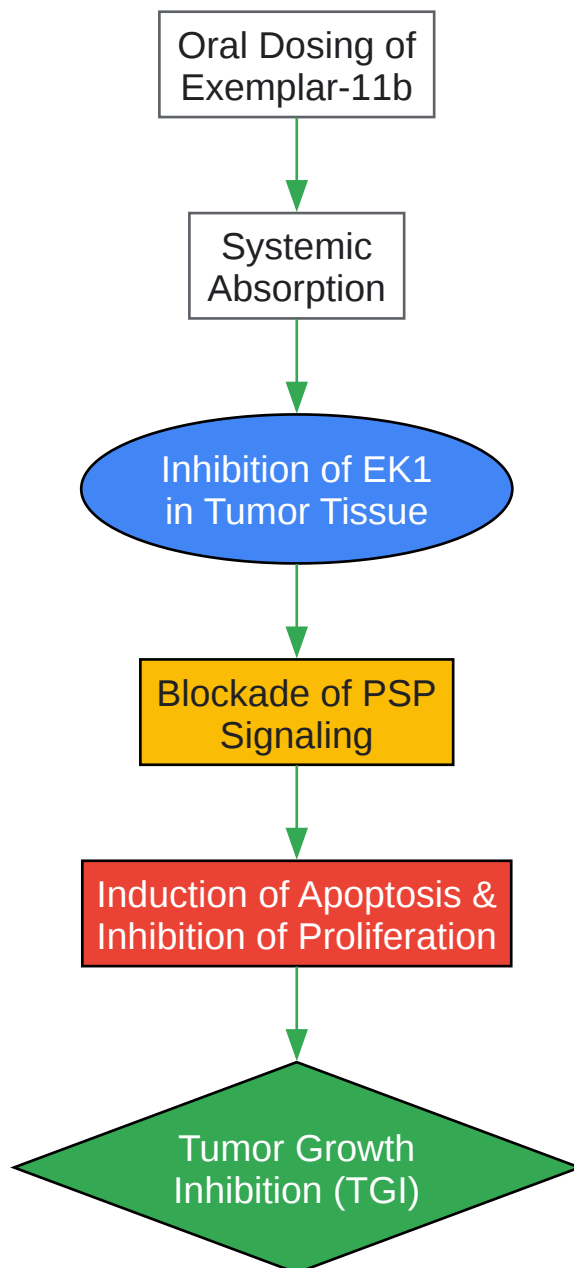 Oral Dosing of
Exemplar-11b
Systemic
Absorption
Inhibition of EK1
in Tumor Tissue
Blockade of PSP
Signaling
Induction of Apoptosis &
Inhibition of Proliferation
Tumor Growth
Inhibition (TGI)